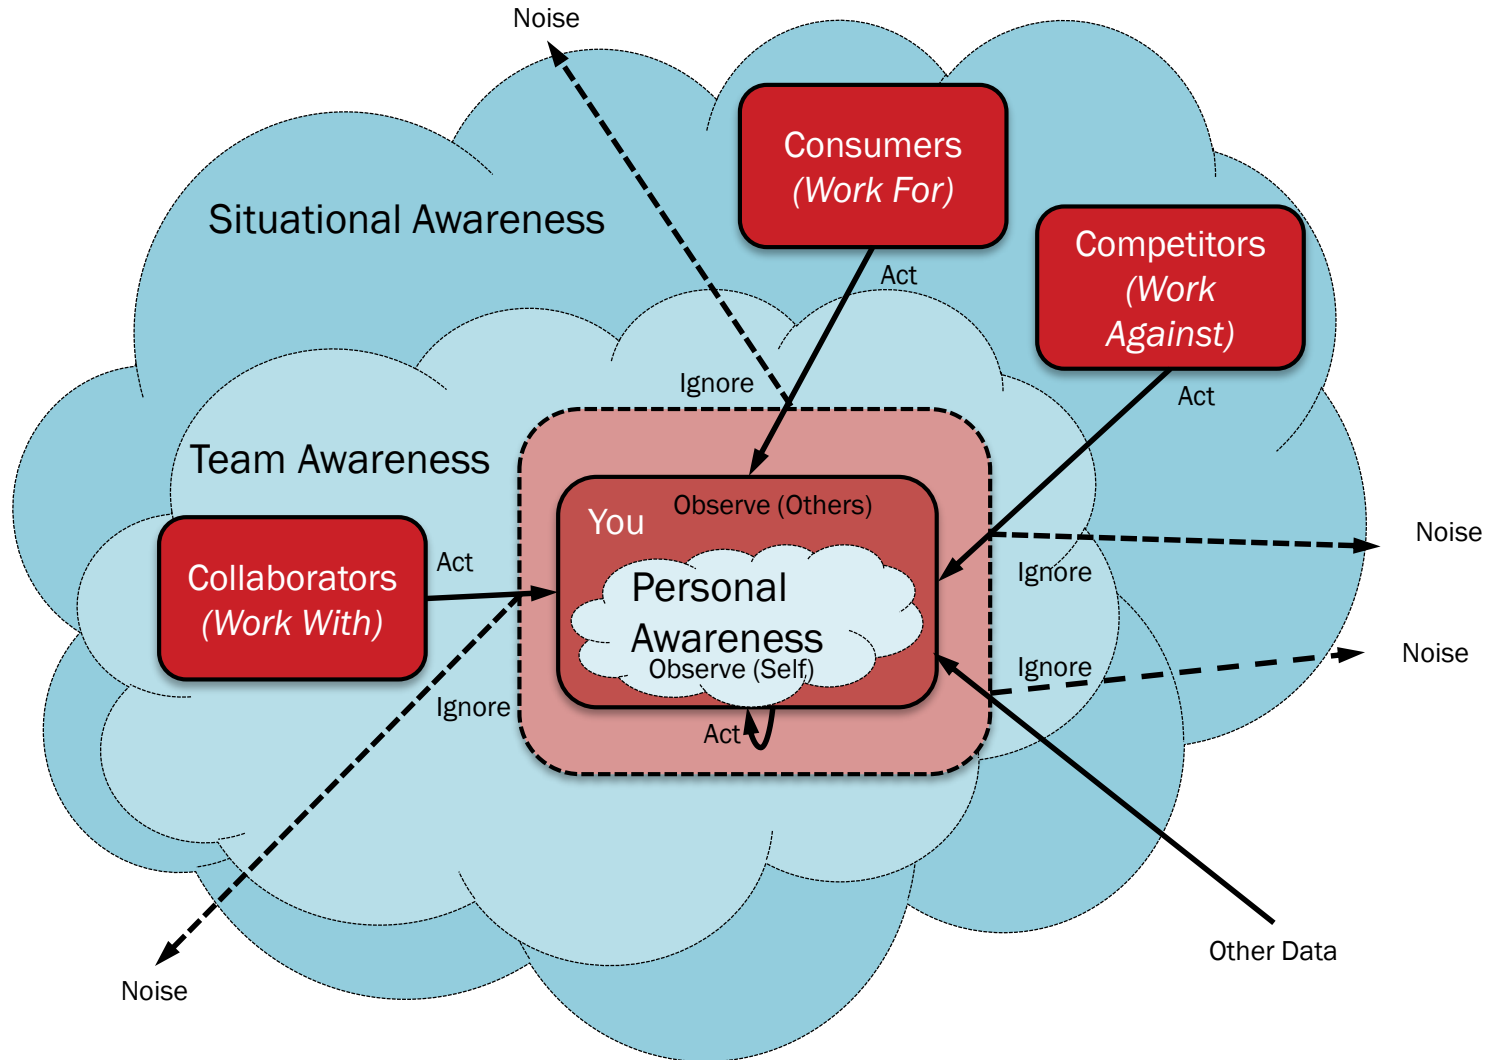 Noise
Consumers
(Work For)
Situational Awareness
Competitors
(Work
Against)
Act
Act
Ignore
Team Awareness
You
Observe (Others)
Noise
Act
Ignore
Collaborators
(Work With)
Personal
Awareness
Observe (Self)
Ignore
Noise
Ignore
Act
Other Data
Noise